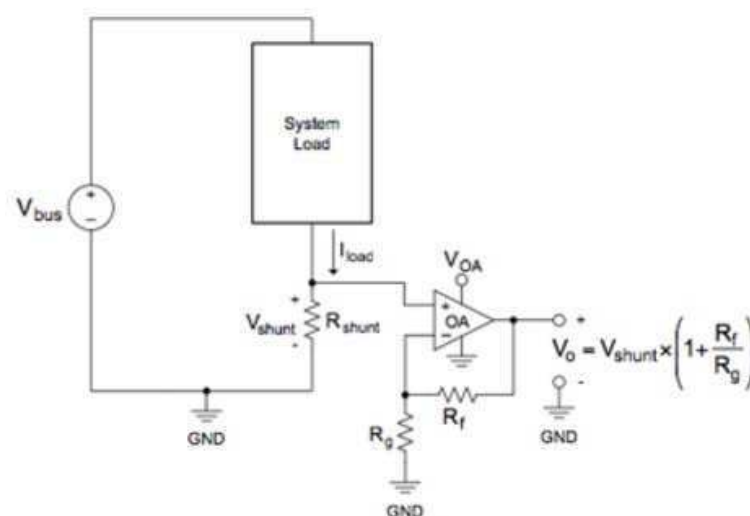 System
Load
V_bus
+
−
I_load
V_OA
+
V_shunt
-
R_shunt
+
OA
−
+
V_o = V_shunt × (1 + R_f / R_g)
-
R_f
R_g
GND
GND
GND